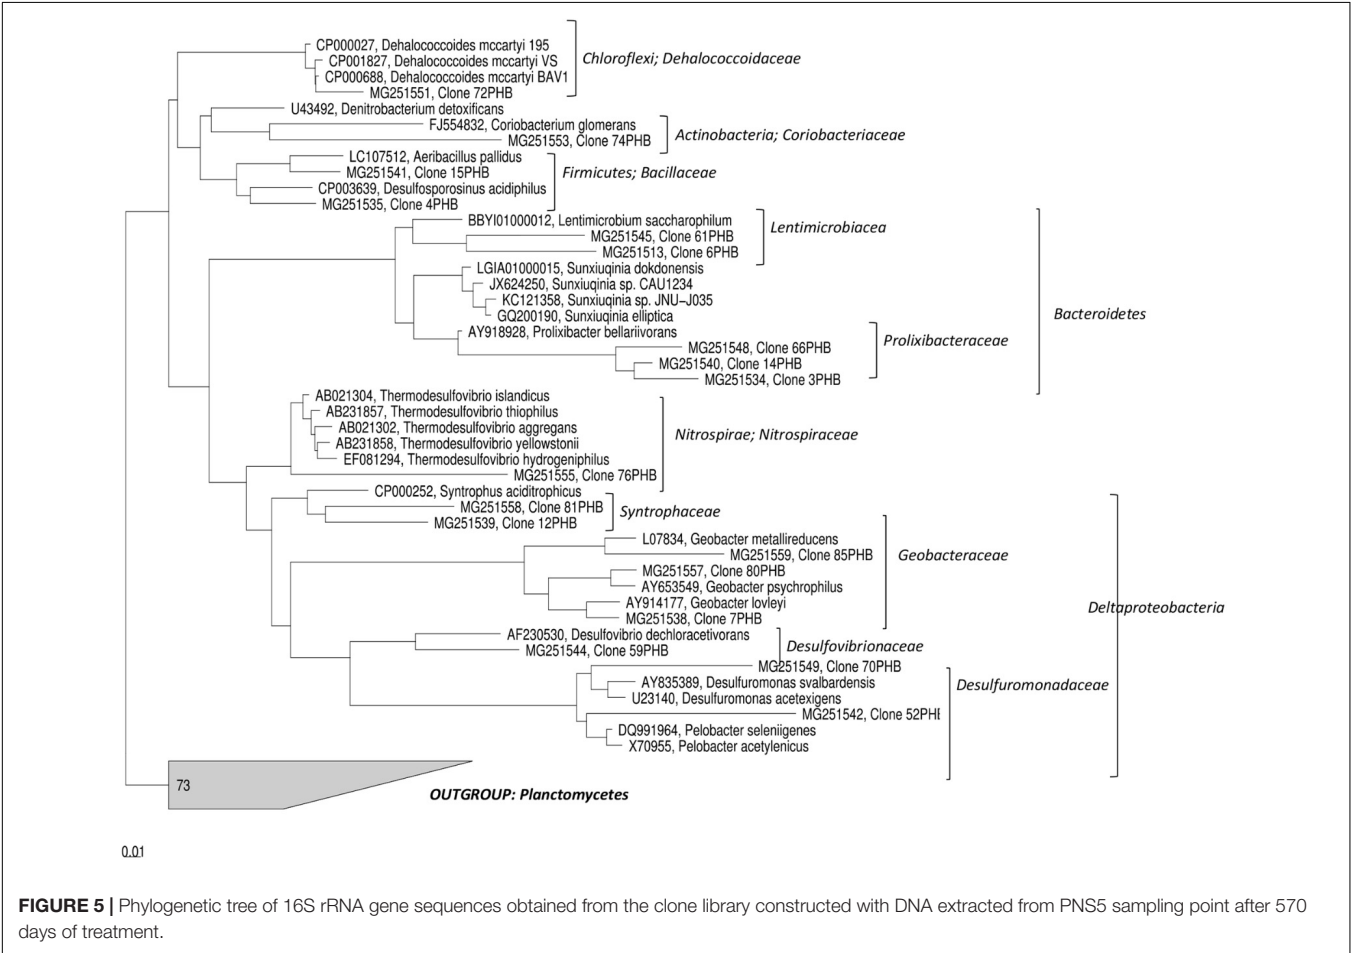 CP000027, Dehalococcoides mccartyi 195
CP001827, Dehalococcoides mccartyi VS
Chloroflexi; Dehalococcoidaceae
CP000688, Dehalococcoides mccartyi BAV1
MG251551, Clone 72PHB
U43492, Denitrobacterium detoxificans
FJ554832, Coriobacterium glomerans
Actinobacteria; Coriobacteriaceae
MG251553, Clone 74PHB
LC107512, Aeribacillus pallidus
MG251541, Clone 15PHB
Firmicutes; Bacillaceae
CP003639, Desulfosporosinus acidiphilus
MG251535, Clone 4PHB
BBYI01000012, Lentimicrobium saccharophilum
Lentimicrobiacea
MG251545, Clone 61PHB
MG251513, Clone 6PHB
LGIA01000015, Sunxiuqinia dokdonensis
JX624250, Sunxiuqinia sp. CAU1234
KC121358, Sunxiuqinia sp. JNU–J035
GQ200190, Sunxiuqinia elliptica
Bacteroidetes
AY918928, Prolixibacter bellariivorans
Prolixibacteraceae
MG251548, Clone 66PHB
MG251540, Clone 14PHB
MG251534, Clone 3PHB
AB021304, Thermodesulfovibrio islandicus
AB231857, Thermodesulfovibrio thiophilus
AB021302, Thermodesulfovibrio aggregans
Nitrospirae; Nitrospiraceae
AB231858, Thermodesulfovibrio yellowstonii
EF081294, Thermodesulfovibrio hydrogeniphilus
MG251555, Clone 76PHB
CP000252, Syntrophus aciditrophicus
MG251558, Clone 81PHB
Syntrophaceae
MG251539, Clone 12PHB
L07834, Geobacter metallireducens
MG251559, Clone 85PHB
Geobacteraceae
MG251557, Clone 80PHB
AY653549, Geobacter psychrophilus
AY914177, Geobacter lovleyi
Deltaproteobacteria
MG251538, Clone 7PHB
AF230530, Desulfovibrio dechloracetivorans
Desulfovibrionaceae
MG251544, Clone 59PHB
MG251549, Clone 70PHB
AY835389, Desulfuromonas svalbardensis
Desulfuromonadaceae
U23140, Desulfuromonas acetexigens
MG251542, Clone 52PHB
DQ991964, Pelobacter seleniigenes
X70955, Pelobacter acetylenicus
73
OUTGROUP: Planctomycetes
0.01
FIGURE 5 | Phylogenetic tree of 16S rRNA gene sequences obtained from the clone library constructed with DNA extracted from PNS5 sampling point after 570
days of treatment.